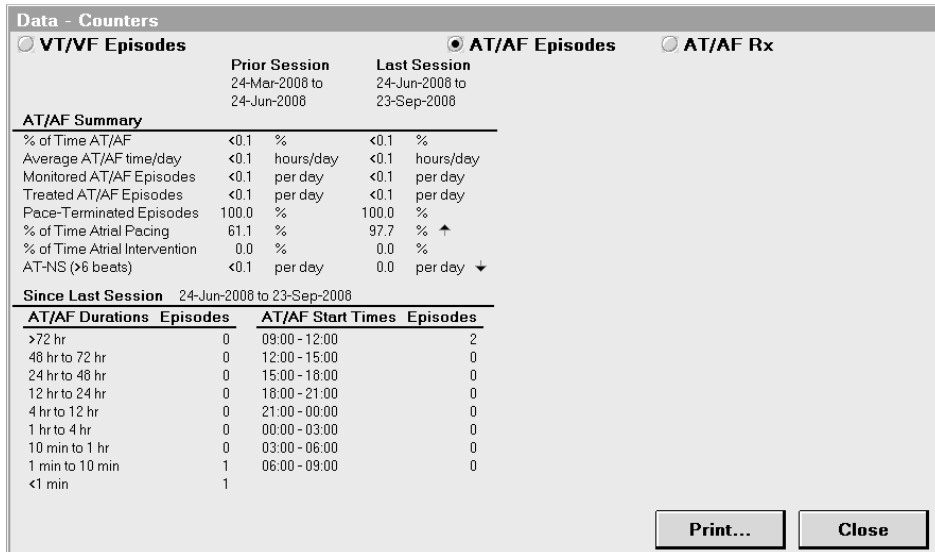 Data - Counters
VT/VF Episodes AT/AF Episodes AT/AF Rx
Prior Session Last Session
24-Mar-2008 to 24-Jun-2008 to
24-Jun-2008 23-Sep-2008
AT/AF Summary
% of Time AT/AF <0.1 % <0.1 %
Average AT/AF time/day <0.1 hours/day <0.1 hours/day
Monitored AT/AF Episodes <0.1 per day <0.1 per day
Treated AT/AF Episodes <0.1 per day <0.1 per day
Pace-Terminated Episodes 100.0 % 100.0 %
% of Time Atrial Pacing 61.1 % 97.7 % ↑
% of Time Atrial Intervention 0.0 % 0.0 %
AT-NS (>6 beats) <0.1 per day 0.0 per day ↓
Since Last Session 24-Jun-2008 to 23-Sep-2008
AT/AF Durations Episodes AT/AF Start Times Episodes
>72 hr 0 09:00 - 12:00 2
48 hr to 72 hr 0 12:00 - 15:00 0
24 hr to 48 hr 0 15:00 - 18:00 0
12 hr to 24 hr 0 18:00 - 21:00 0
4 hr to 12 hr 0 21:00 - 00:00 0
1 hr to 4 hr 0 00:00 - 03:00 0
10 min to 1 hr 0 03:00 - 06:00 0
1 min to 10 min 1 06:00 - 09:00 0
<1 min 1
Print... Close